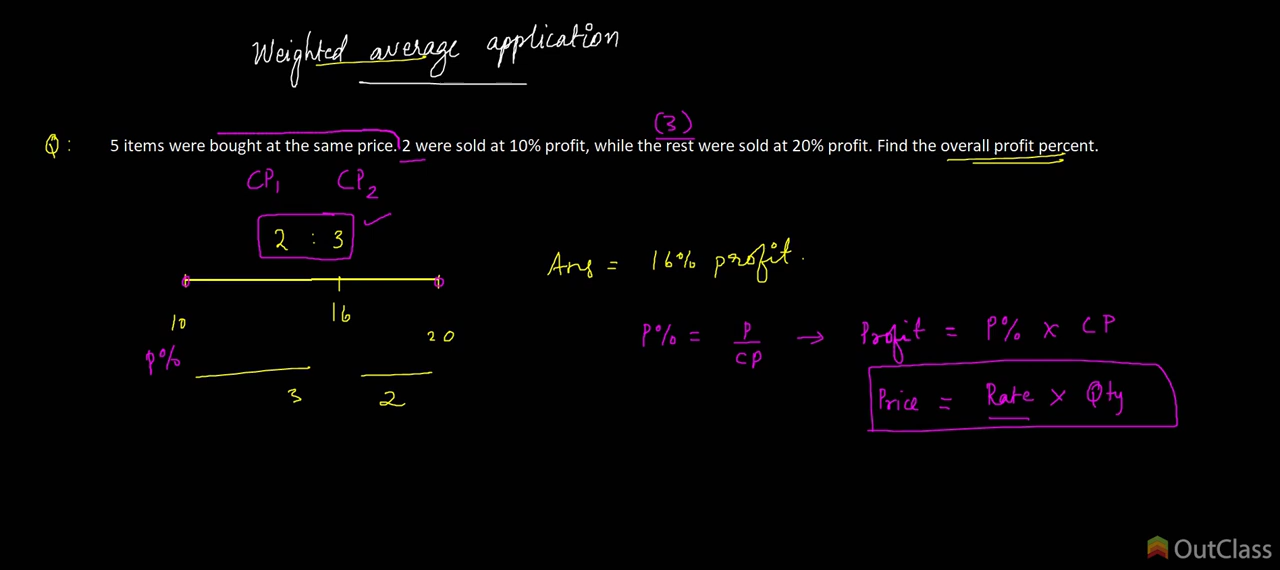 Weighted average application
(3)
Q : 5 items were bought at the same price. 2 were sold at 10% profit, while the rest were sold at 20% profit. Find the overall profit percent.
CP₁ CP₂
2 : 3
Ans = 16% profit.
10 16 20
P% = P/CP → Profit = P% × CP
P%
Price = Rate × Qty
3 2
OutClass